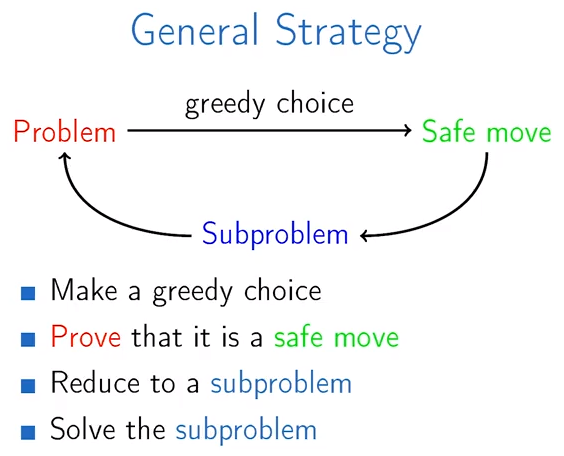 General Strategy
greedy choice
Problem
Safe move
Subproblem
Make a greedy choice
Prove that it is a safe move
Reduce to a subproblem
Solve the subproblem